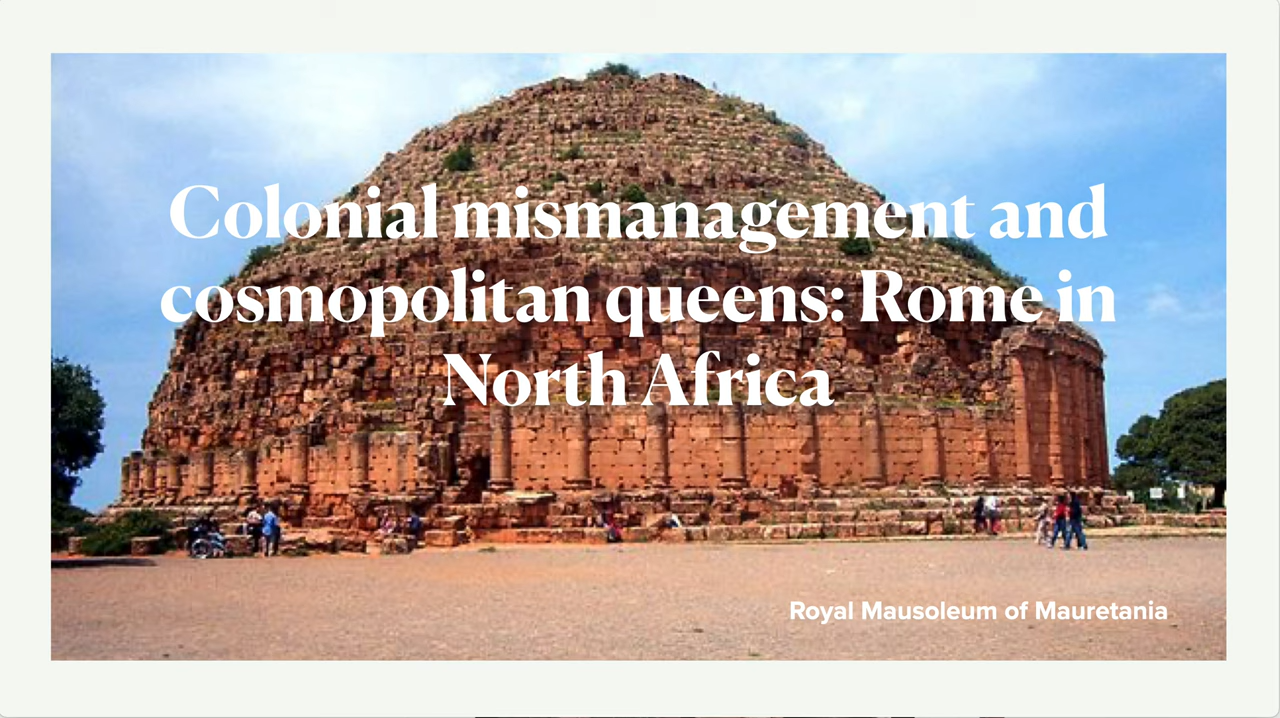 Colonial mismanagement and
cosmopolitan queens: Rome in
North Africa
Royal Mausoleum of Mauretania